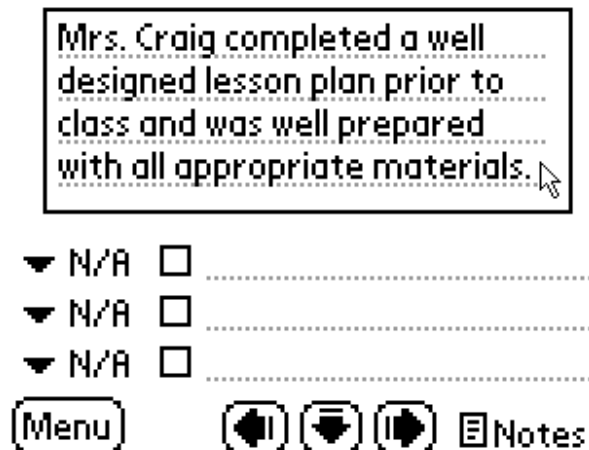 Mrs. Craig completed a well
designed lesson plan prior to
class and was well prepared
with all appropriate materials.
N/A
N/A
N/A
Menu Notes